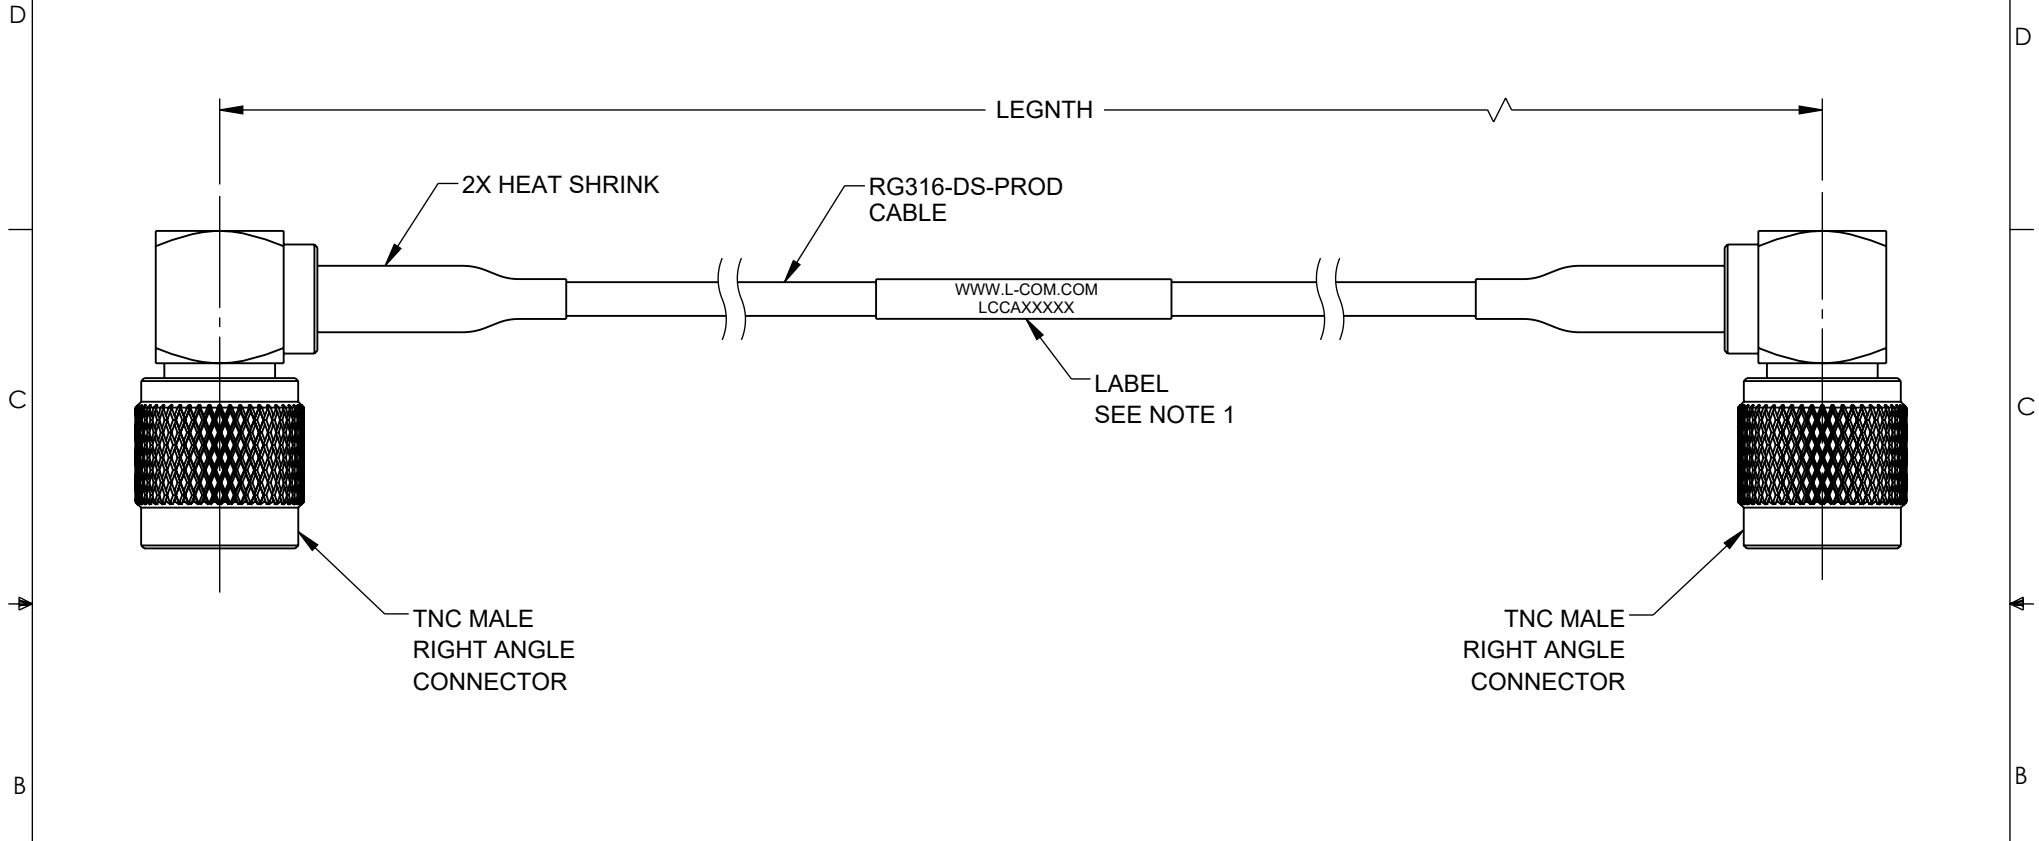 D
D
LEGNTH
2X HEAT SHRINK
RG316-DS-PROD
CABLE
WWW.L-COM.COM
LCCAXXXXX
LABEL
SEE NOTE 1
C
C
TNC MALE
RIGHT ANGLE
CONNECTOR
TNC MALE
RIGHT ANGLE
CONNECTOR
B
B